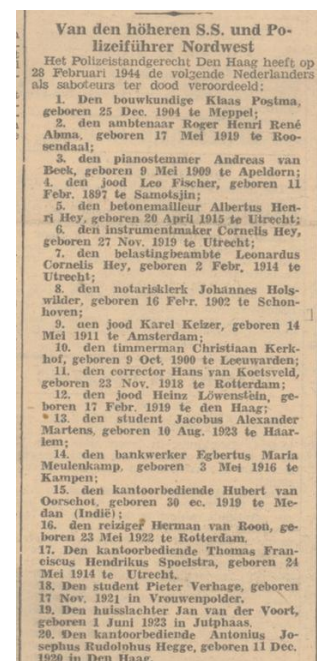 Van den höheren S.S. und Po-
lizeiführer Nordwest
Het Polizeistandgerecht Den Haag heeft op
28 Februari 1944 de volgende Nederlanders
als saboteurs ter dood veroordeeld:
1. Den bouwkundige Klaas Postma,
geboren 25 Dec. 1904 te Meppel;
2. den ambtenaar Roger Henri René
Abma, geboren 17 Mei 1919 te Roo-
sendaal;
3. den pianostemmer Andreas van
Beek, geboren 9 Mei 1909 te Apeldorn;
4. den jood Leo Fischer, geboren 11
Febr. 1897 te Samotsjin;
5. den betonemailleur Albertus Hen-
ri Hey, geboren 20 April 1915 te Utrecht;
6. den instrumentmaker Cornelis Hey,
geboren 27 Nov. 1919 te Utrecht;
7. den belastingbeambte Leonardus
Cornelis Hey, geboren 2 Febr. 1914 te
Utrecht;
8. den notarisklerk Johannes Hols-
wilder, geboren 16 Febr. 1902 te Schon-
hoven;
9. den jood Karel Keizer, geboren 14
Mei 1911 te Amsterdam;
10. den timmerman Christiaan Kerk-
hof, geboren 9 Oct. 1900 te Leeuwarden;
11. den corrector Hans van Koetsveld,
geboren 23 Nov. 1918 te Rotterdam;
12. den jood Heinz Löwenstein, ge-
boren 17 Febr. 1919 te den Haag;
13. den student Jacobus Alexander
Martens, geboren 10 Aug. 1923 te Haar-
lem;
14. den bankwerker Egbertus Maria
Meulenkamp, geboren 3 Mei 1916 te
Kampen;
15. den kantoorbediende Hubert van
Oorschot, geboren 30 ec. 1919 te Me-
dan (Indië);
16. den reiziger Herman van Roon, ge-
boren 23 Mei 1922 te Rotterdam.
17. Den kantoorbediende Thomas Fran-
ciscus Hendrikus Spoelstra, geboren 24
Mei 1914 te Utrecht.
18. Den student Pieter Verhage, geboren
17 Nov. 1921 in Vrouwenpolder.
19. Den huisslachter Jan van der Voort,
geboren 1 Juni 1923 in Jutphaas.
20. Den kantoorbediende Antonius Jo-
sephus Rudolphus Hegge, geboren 11 Dec.
1920 in Den Haag.